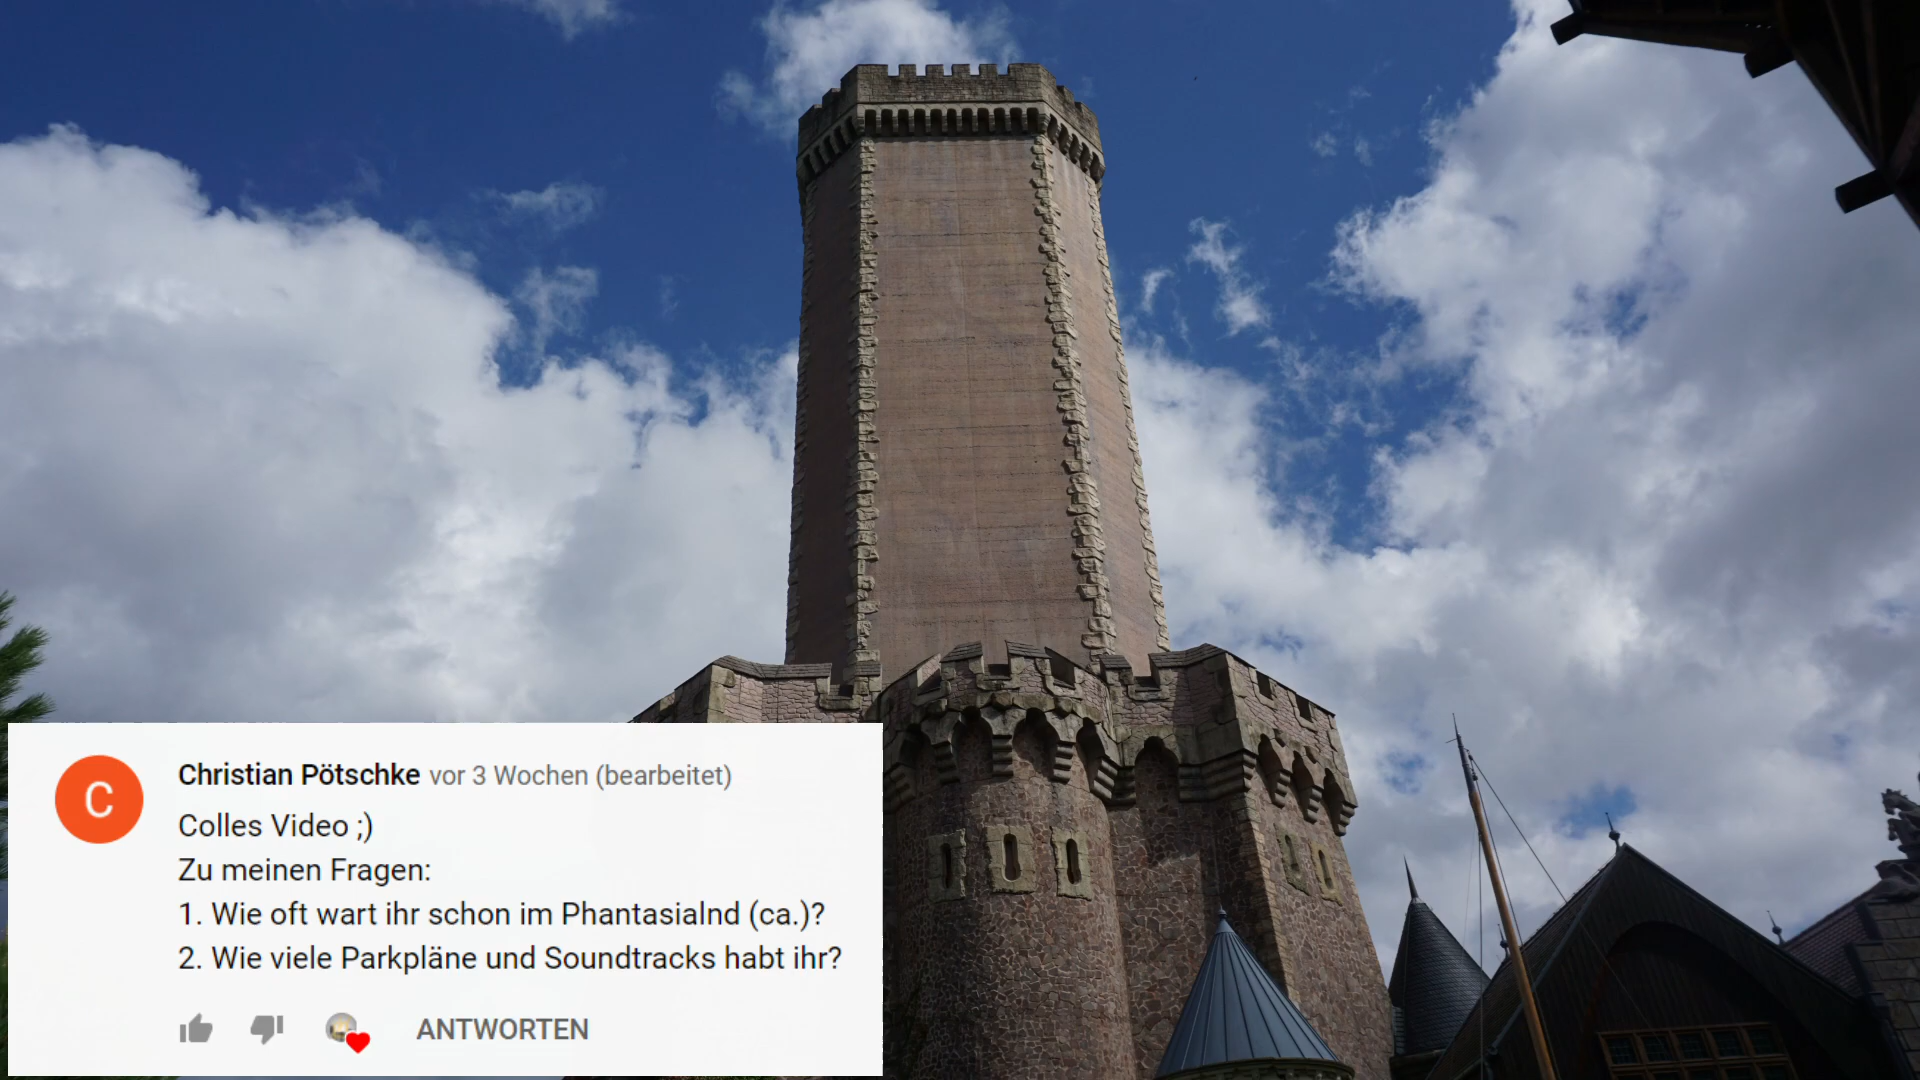 C
Christian Pötschke vor 3 Wochen (bearbeitet)
Colles Video ;)
Zu meinen Fragen:
1. Wie oft wart ihr schon im Phantasialnd (ca.)?
2. Wie viele Parkpläne und Soundtracks habt ihr?
ANTWORTEN